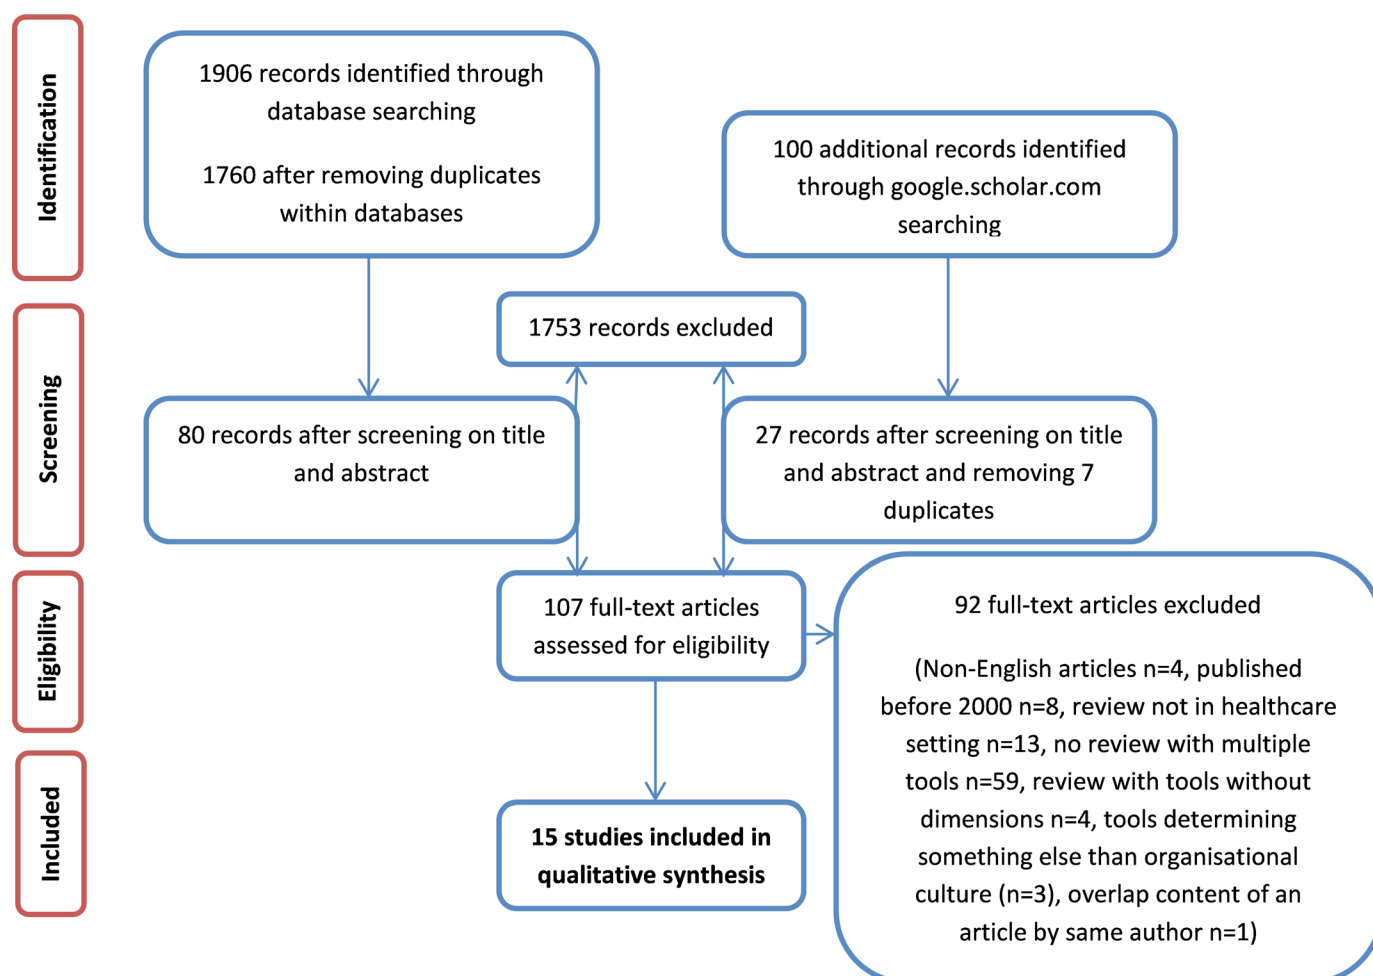 Identification
1906 records identified through
database searching
1760 after removing duplicates
within databases
100 additional records identified
through google.scholar.com
searching
Screening
1753 records excluded
80 records after screening on title
and abstract
27 records after screening on title
and abstract and removing 7
duplicates
Eligibility
107 full-text articles
assessed for eligibility
92 full-text articles excluded
(Non-English articles n=4, published
before 2000 n=8, review not in healthcare
setting n=13, no review with multiple
tools n=59, review with tools without
dimensions n=4, tools determining
something else than organisational
culture (n=3), overlap content of an
article by same author n=1)
Included
15 studies included in
qualitative synthesis